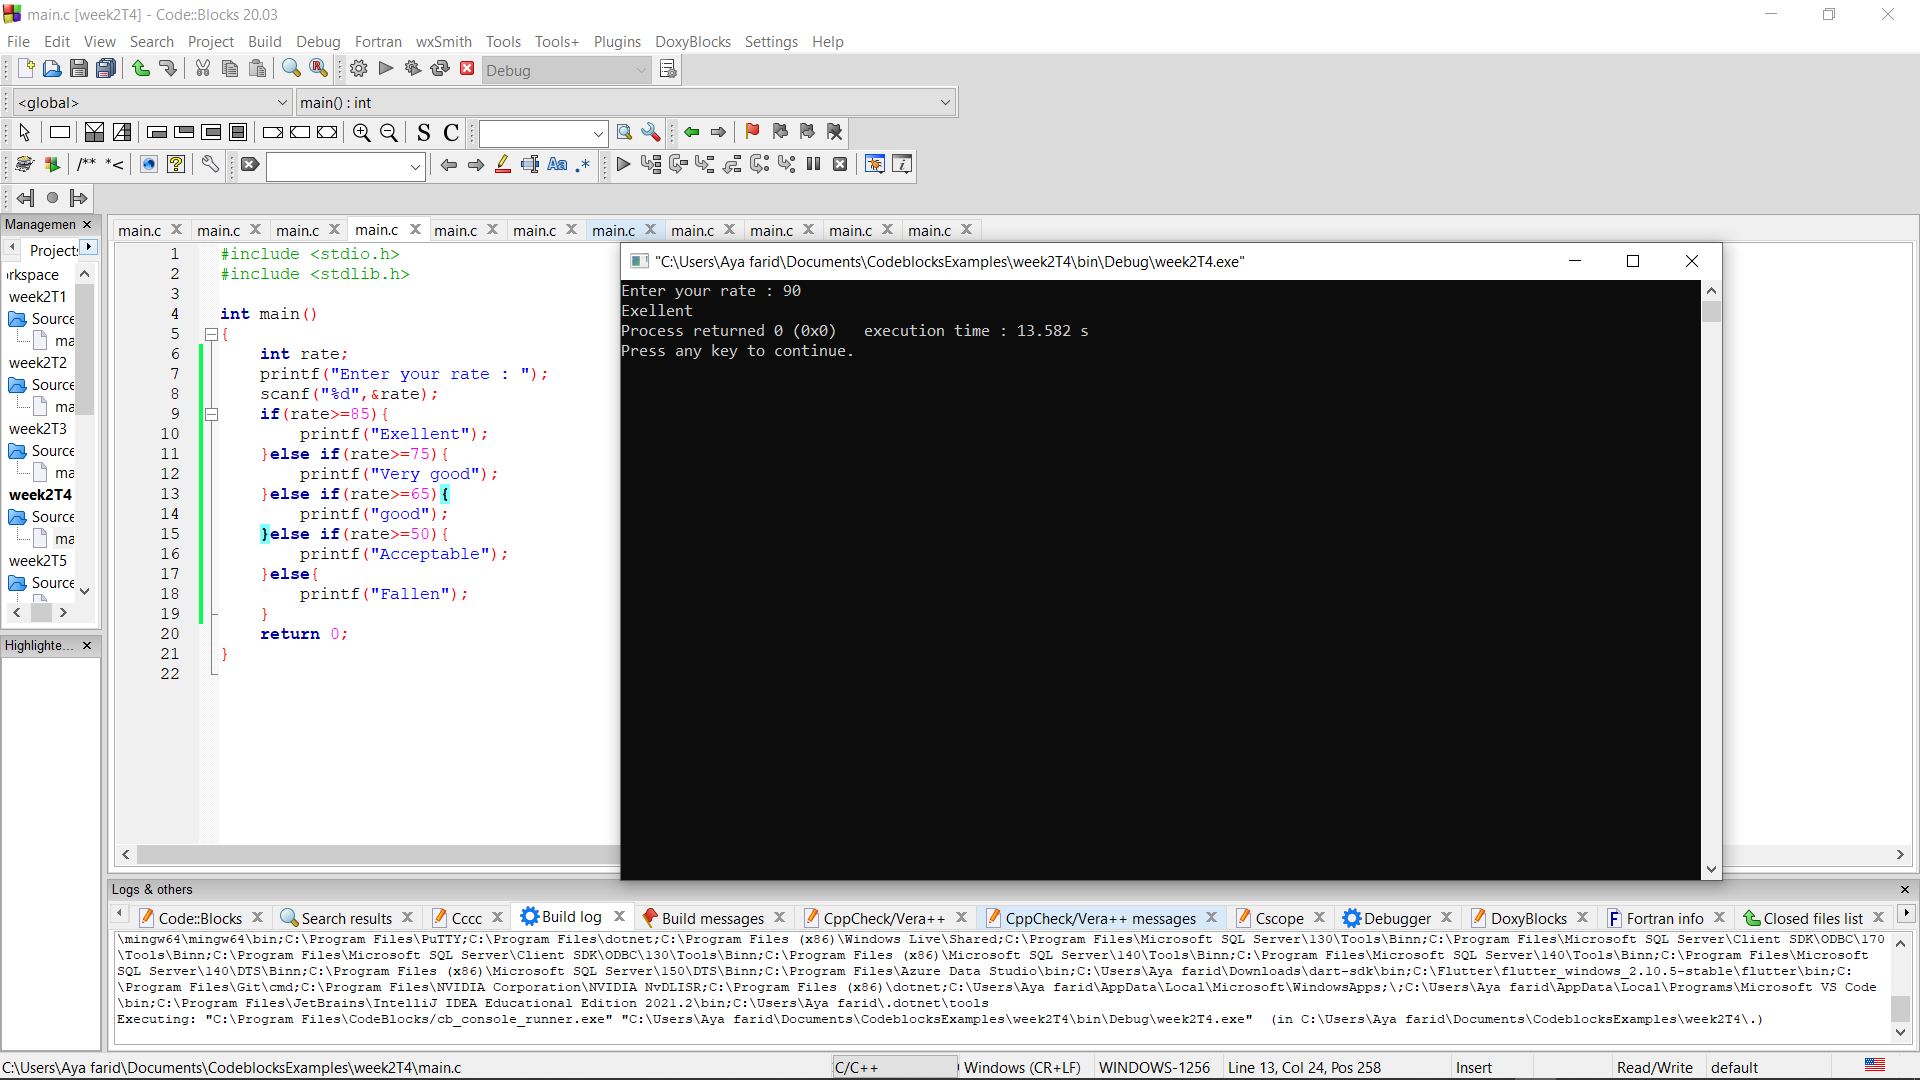 main.c [week2T4] - Code::Blocks 20.03
File Edit View Search Project Build Debug Fortran wxSmith Tools Tools+ Plugins DoxyBlocks Settings Help
Debug
<global> main() : int
S C
/** *<
Aa .*
Managemen
Projects
rkspace
week2T1
Source
ma
week2T2
Source
ma
week2T3
Source
ma
week2T4
Source
ma
week2T5
Source
Highlighte...
main.c main.c main.c main.c main.c main.c main.c main.c main.c main.c main.c
1 #include <stdio.h>
2 #include <stdlib.h>
3
4 int main()
5 {
6 int rate;
7 printf("Enter your rate : ");
8 scanf("%d",&rate);
9 if(rate>=85){
10 printf("Exellent");
11 }else if(rate>=75){
12 printf("Very good");
13 }else if(rate>=65){
14 printf("good");
15 }else if(rate>=50){
16 printf("Acceptable");
17 }else{
18 printf("Fallen");
19 }
20 return 0;
21 }
22
"C:\Users\Aya farid\Documents\CodeblocksExamples\week2T4\bin\Debug\week2T4.exe"
Enter your rate : 90
Exellent
Process returned 0 (0x0)   execution time : 13.582 s
Press any key to continue.
Logs & others
Code::Blocks Search results Cccc Build log Build messages CppCheck/Vera++ CppCheck/Vera++ messages Cscope Debugger DoxyBlocks Fortran info Closed files list
\mingw64\mingw64\bin;C:\Program Files\PuTTY;C:\Program Files\dotnet;C:\Program Files (x86)\Windows Live\Shared;C:\Program Files\Microsoft SQL Server\130\Tools\Binn;C:\Program Files\Microsoft SQL Server\Client SDK\ODBC\170
\Tools\Binn;C:\Program Files\Microsoft SQL Server\Client SDK\ODBC\130\Tools\Binn;C:\Program Files (x86)\Microsoft SQL Server\140\Tools\Binn;C:\Program Files\Microsoft SQL Server\140\Tools\Binn;C:\Program Files\Microsoft
SQL Server\140\DTS\Binn;C:\Program Files (x86)\Microsoft SQL Server\150\DTS\Binn;C:\Program Files\Azure Data Studio\bin;C:\Users\Aya farid\Downloads\dart-sdk\bin;C:\Flutter\flutter_windows_2.10.5-stable\flutter\bin;C:
\Program Files\Git\cmd;C:\Program Files\NVIDIA Corporation\NVIDIA NvDLISR;C:\Program Files (x86)\dotnet;C:\Users\Aya farid\AppData\Local\Microsoft\WindowsApps;\;C:\Users\Aya farid\AppData\Local\Programs\Microsoft VS Code
\bin;C:\Program Files\JetBrains\IntelliJ IDEA Educational Edition 2021.2\bin;C:\Users\Aya farid\.dotnet\tools
Executing: "C:\Program Files\CodeBlocks/cb_console_runner.exe" "C:\Users\Aya farid\Documents\CodeblocksExamples\week2T4\bin\Debug\week2T4.exe"  (in C:\Users\Aya farid\Documents\CodeblocksExamples\week2T4\.)
C:\Users\Aya farid\Documents\CodeblocksExamples\week2T4\main.c C/C++ Windows (CR+LF) WINDOWS-1256 Line 13, Col 24, Pos 258 Insert Read/Write default